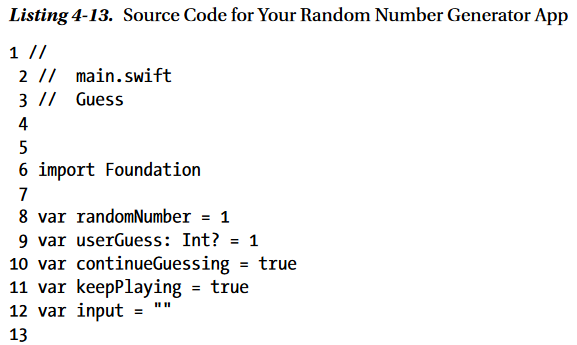 Listing 4-13. Source Code for Your Random Number Generator App
1 //
2 //  main.swift
3 //  Guess
4
5
6 import Foundation
7
8 var randomNumber = 1
9 var userGuess: Int? = 1
10 var continueGuessing = true
11 var keepPlaying = true
12 var input = ""
13